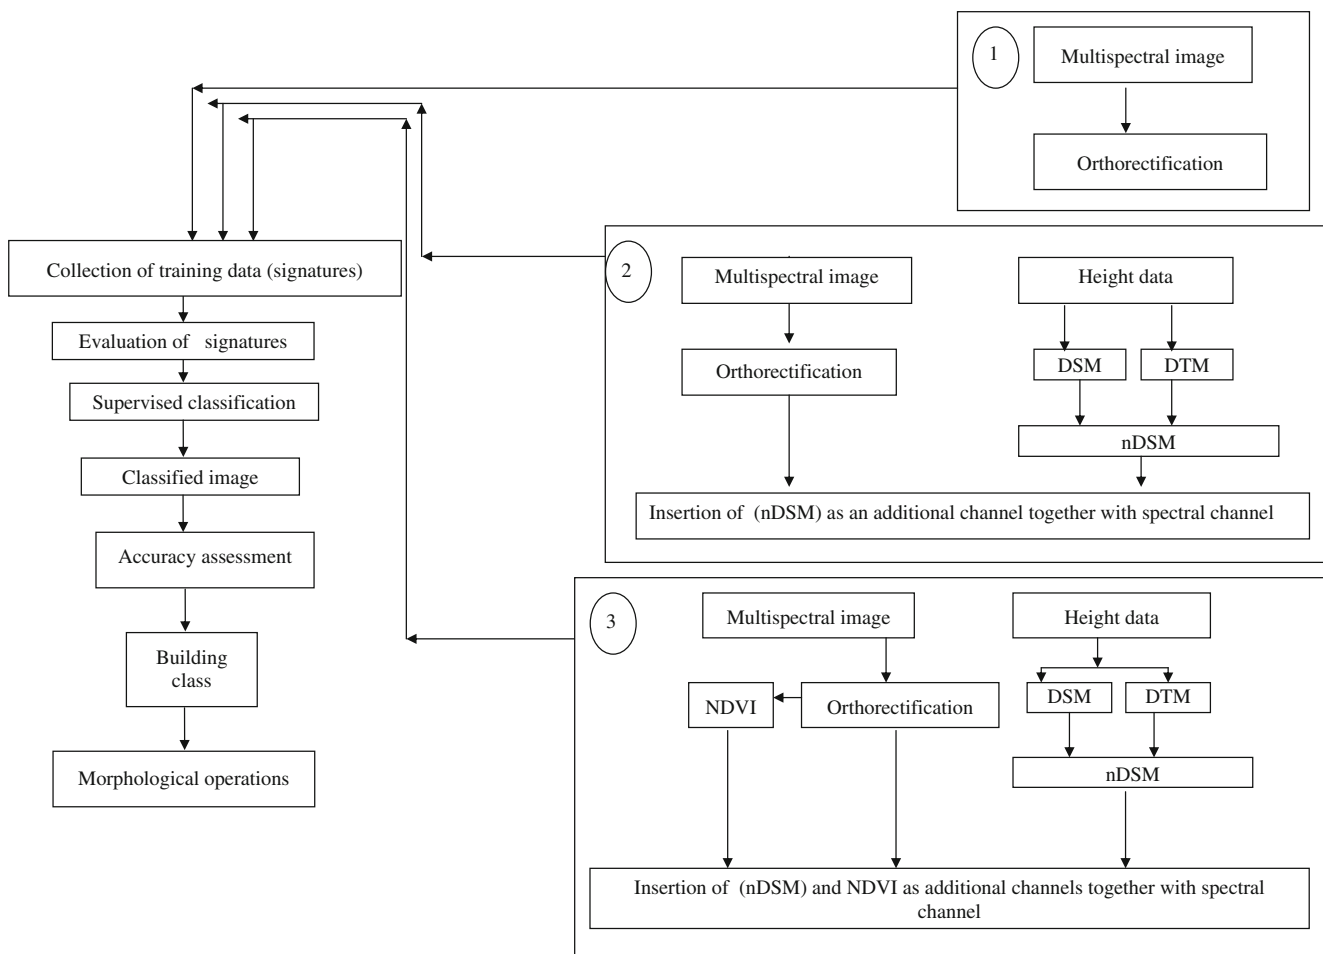 1
Multispectral image
Orthorectification
Collection of training data (signatures)
Evaluation of signatures
Supervised classification
Classified image
Accuracy assessment
Building
class
Morphological operations
2
Multispectral image
Height data
Orthorectification
DSM
DTM
nDSM
Insertion of (nDSM) as an additional channel together with spectral channel
3
Multispectral image
Height data
NDVI
Orthorectification
DSM
DTM
nDSM
Insertion of (nDSM) and NDVI as additional channels together with spectral
channel